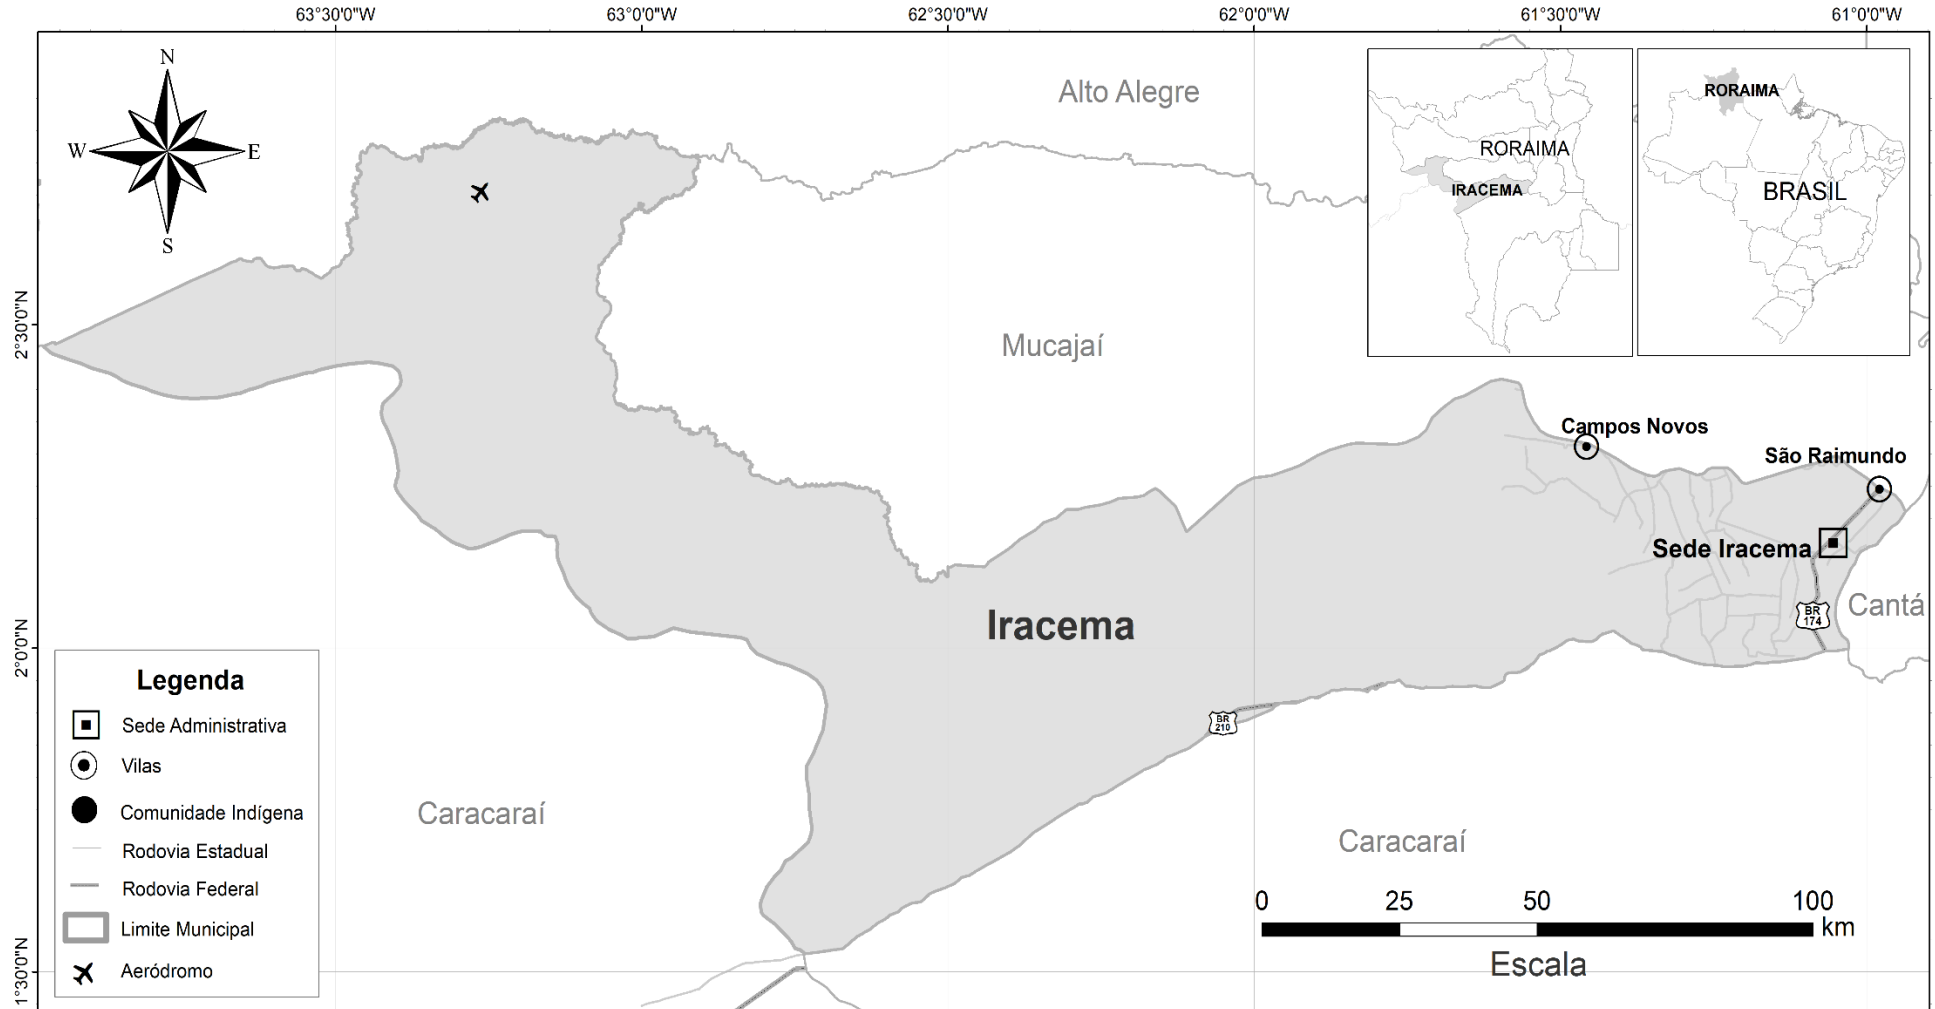 63°30'0"W
63°0'0"W
62°30'0"W
62°0'0"W
61°30'0"W
61°0'0"W
N
W
E
S
Alto Alegre
RORAIMA
IRACEMA
RORAIMA
BRASIL
2°30'0"N
Mucajaí
Campos Novos
São Raimundo
Sede Iracema
Iracema
BR
174
Cantá
2°0'0"N
BR
210
Caracaraí
Caracaraí
Legenda
Sede Administrativa
Vilas
Comunidade Indígena
Rodovia Estadual
Rodovia Federal
Limite Municipal
Aeródromo
0
25
50
100
km
Escala
1°30'0"N